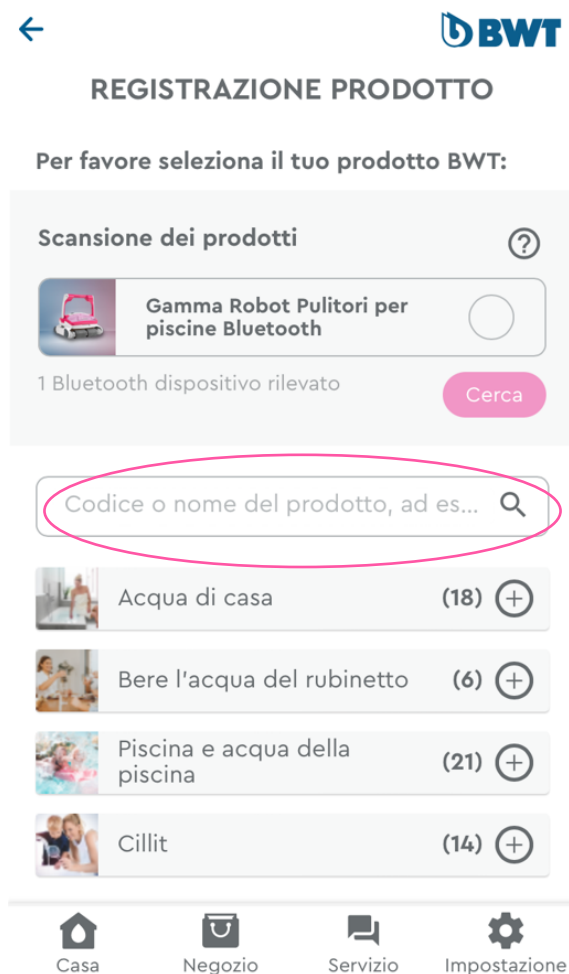 BWT
REGISTRAZIONE PRODOTTO
Per favore seleziona il tuo prodotto BWT:
Scansione dei prodotti
?
Gamma Robot Pulitori per
piscine Bluetooth
1 Bluetooth dispositivo rilevato
Cerca
Codice o nome del prodotto, ad es...
Acqua di casa (18)
Bere l'acqua del rubinetto (6)
Piscina e acqua della
piscina (21)
Cillit (14)
Casa Negozio Servizio Impostazione